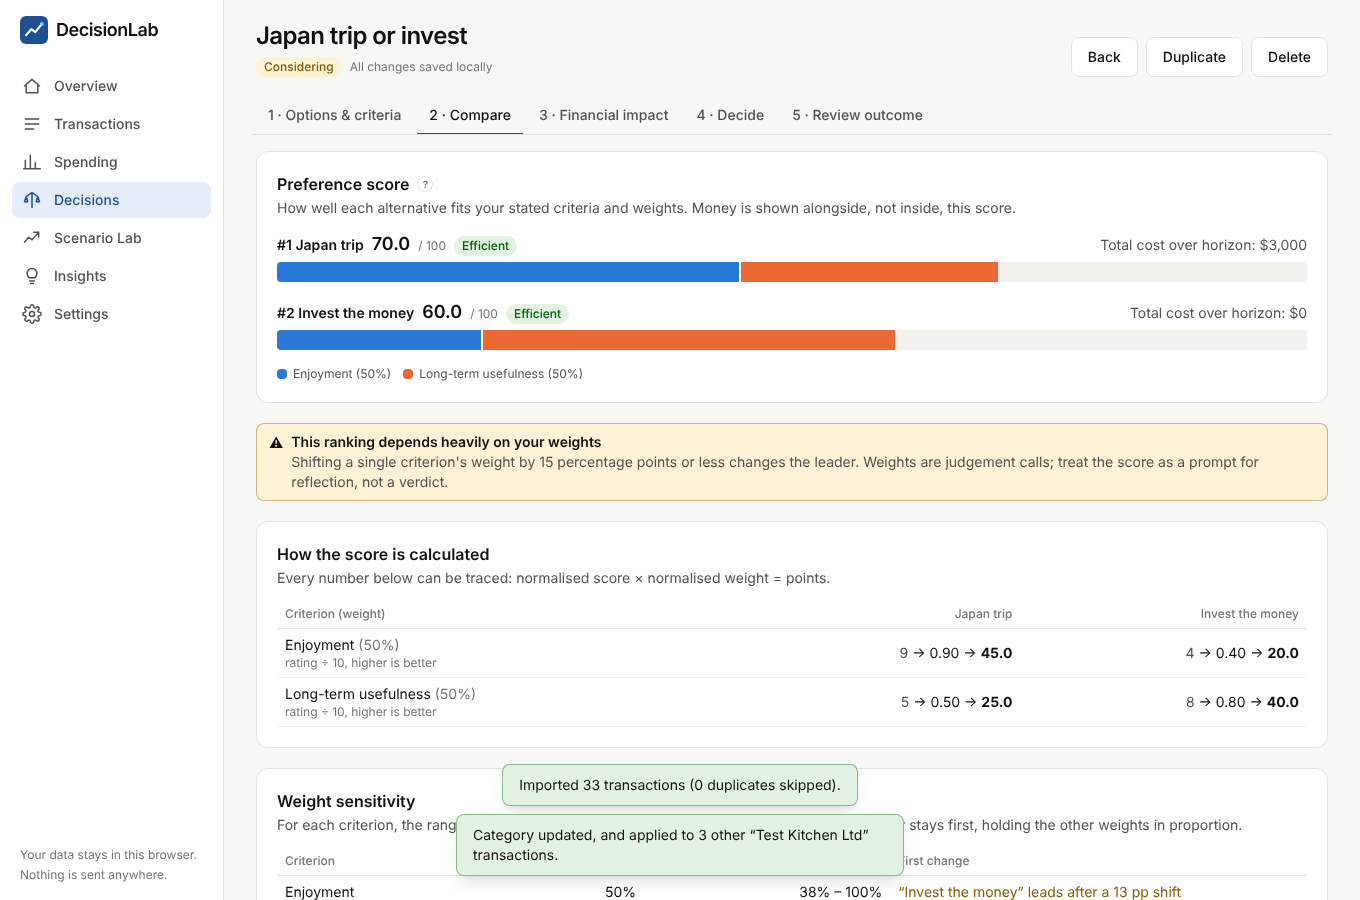 DecisionLab
Overview
Transactions
Spending
Decisions
Scenario Lab
Insights
Settings
Your data stays in this browser.
Nothing is sent anywhere.
Japan trip or invest
Considering All changes saved locally
Back Duplicate Delete
1 · Options & criteria 2 · Compare 3 · Financial impact 4 · Decide 5 · Review outcome
Preference score ?
How well each alternative fits your stated criteria and weights. Money is shown alongside, not inside, this score.
#1 Japan trip 70.0 / 100 Efficient Total cost over horizon: $3,000
#2 Invest the money 60.0 / 100 Efficient Total cost over horizon: $0
Enjoyment (50%) Long-term usefulness (50%)
This ranking depends heavily on your weights
Shifting a single criterion's weight by 15 percentage points or less changes the leader. Weights are judgement calls; treat the score as a prompt for
reflection, not a verdict.
How the score is calculated
Every number below can be traced: normalised score × normalised weight = points.
Criterion (weight) Japan trip Invest the money
Enjoyment (50%) 9 → 0.90 → 45.0 4 → 0.40 → 20.0
rating ÷ 10, higher is better
Long-term usefulness (50%) 5 → 0.50 → 25.0 8 → 0.80 → 40.0
rating ÷ 10, higher is better
Imported 33 transactions (0 duplicates skipped).
Weight sensitivity
For each criterion, the stays first, holding the other weights in proportion.
Category updated, and applied to 3 other “Test Kitchen Ltd”
transactions.
Criterion First change
Enjoyment 50% 38% – 100% “Invest the money” leads after a 13 pp shift